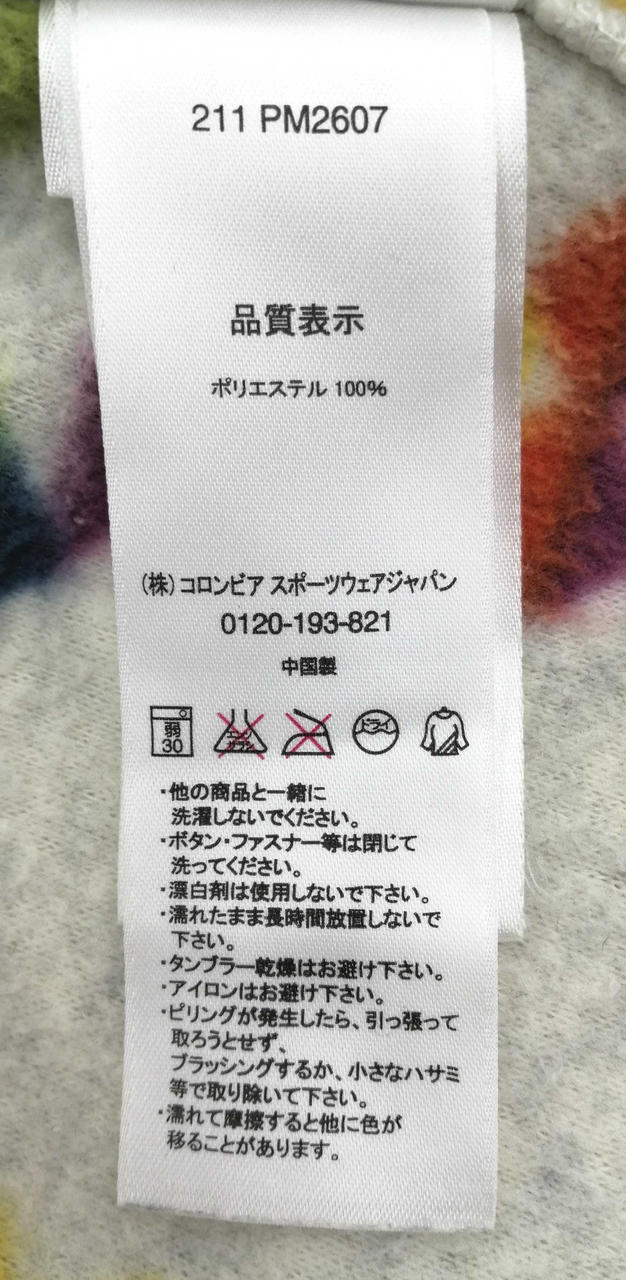 211 PM2607
品質表示
ポリエステル 100%
(株)コロンビア スポーツウェアジャパン
0120-193-821
中国製
弱
30
エンソ
サラシ
ドライ
・他の商品と一緒に
洗濯しないでください。
・ボタン・ファスナー等は閉じて
洗ってください。
・漂白剤は使用しないで下さい。
・濡れたまま長時間放置しないで
下さい。
・タンブラー乾燥はお避け下さい。
・アイロンはお避け下さい。
・ピリングが発生したら、引っ張って
取ろうとせず、
ブラッシングするか、小さなハサミ
等で取り除いて下さい。
・濡れて摩擦すると他に色が
移ることがあります。